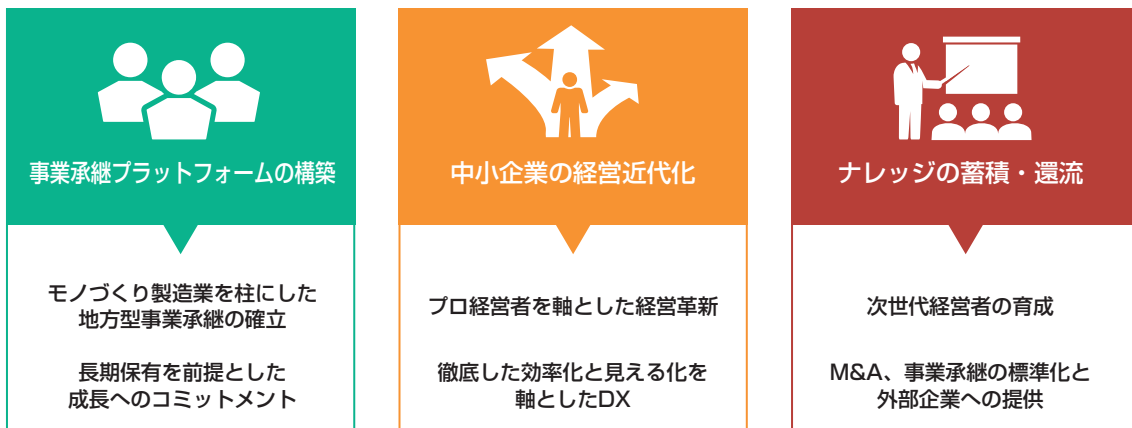 事業承継プラットフォームの構築
モノづくり製造業を柱にした
地方型事業承継の確立
長期保有を前提とした
成長へのコミットメント
中小企業の経営近代化
プロ経営者を軸とした経営革新
徹底した効率化と見える化を
軸としたDX
ナレッジの蓄積・還流
次世代経営者の育成
M&A、事業承継の標準化と
外部企業への提供